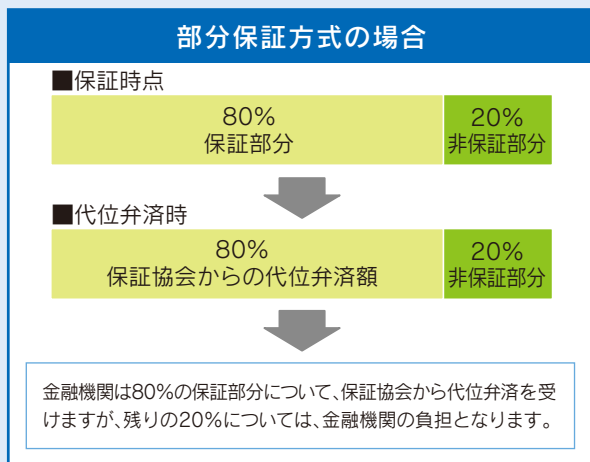 部分保証方式の場合
■保証時点
80%
保証部分
20%
非保証部分
■代位弁済時
80%
保証協会からの代位弁済額
20%
非保証部分
金融機関は80%の保証部分について、保証協会から代位弁済を受
けますが、残りの20%については、金融機関の負担となります。